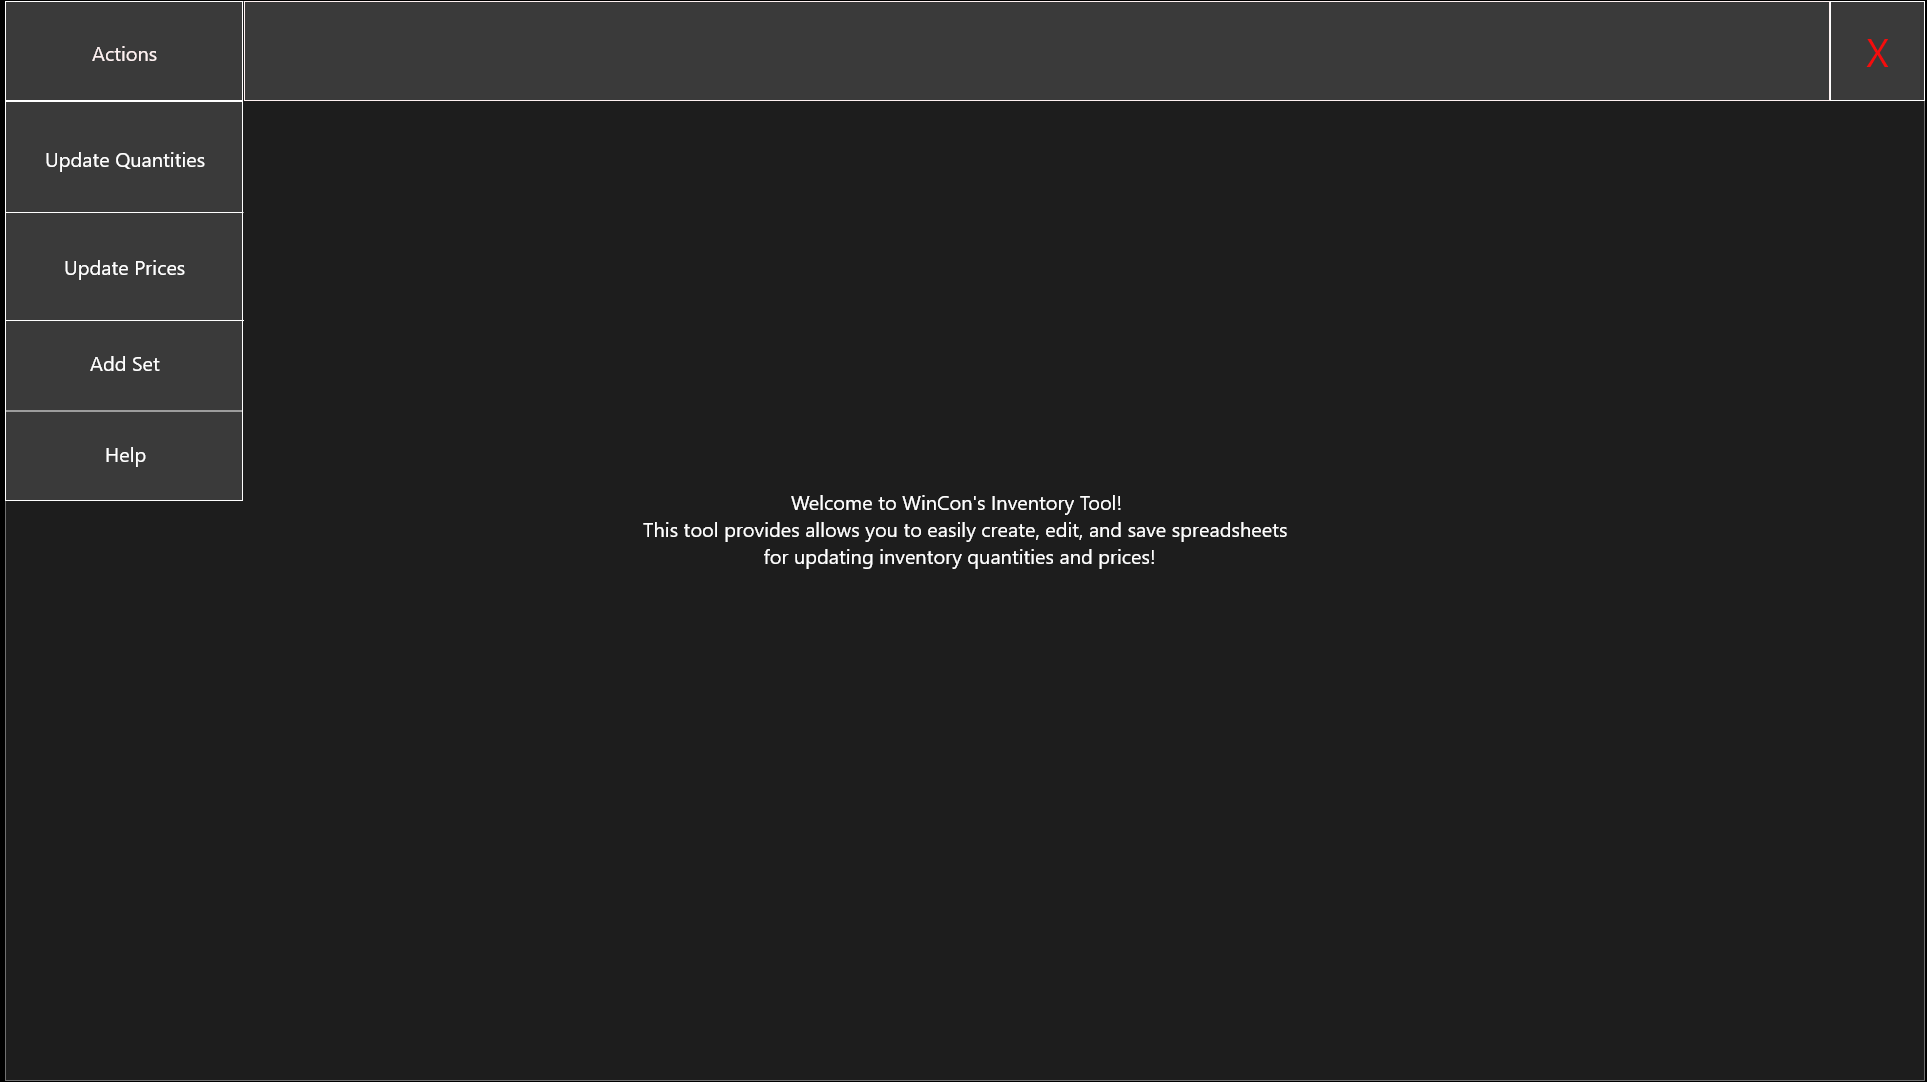 Actions
X
Update Quantities
Update Prices
Add Set
Help
Welcome to WinCon's Inventory Tool!
This tool provides allows you to easily create, edit, and save spreadsheets
for updating inventory quantities and prices!